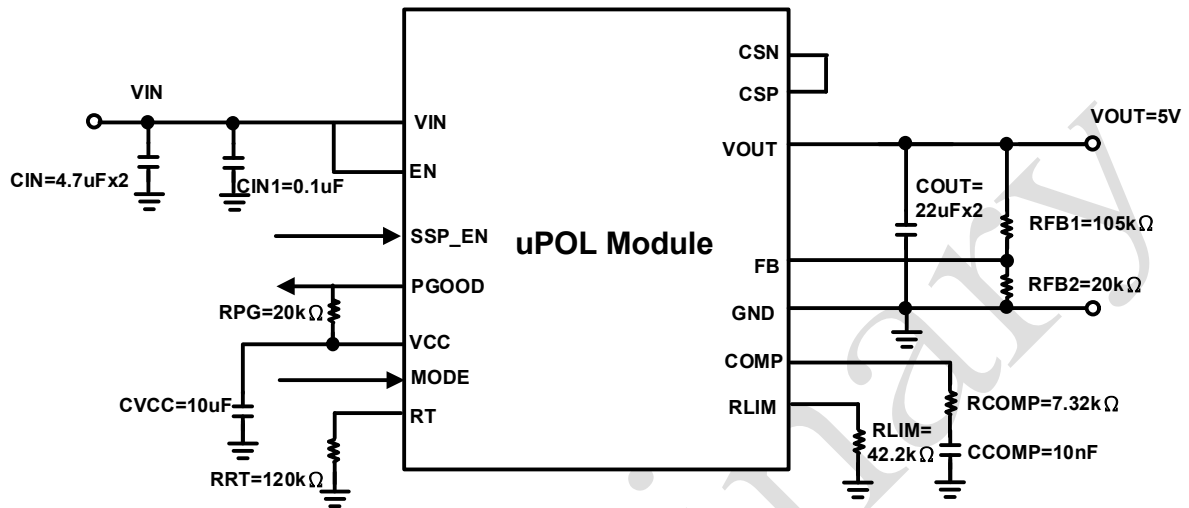 VIN
CIN=4.7uFx2
CIN1=0.1uF
RPG=20kΩ
CVCC=10uF
RRT=120kΩ
VIN
EN
SSP_EN
PGOOD
VCC
MODE
RT
uPOL Module
CSN
CSP
VOUT
FB
GND
COMP
RLIM
VOUT=5V
COUT=
22uFx2
RFB1=105kΩ
RFB2=20kΩ
RCOMP=7.32kΩ
RLIM=
42.2kΩ
CCOMP=10nF